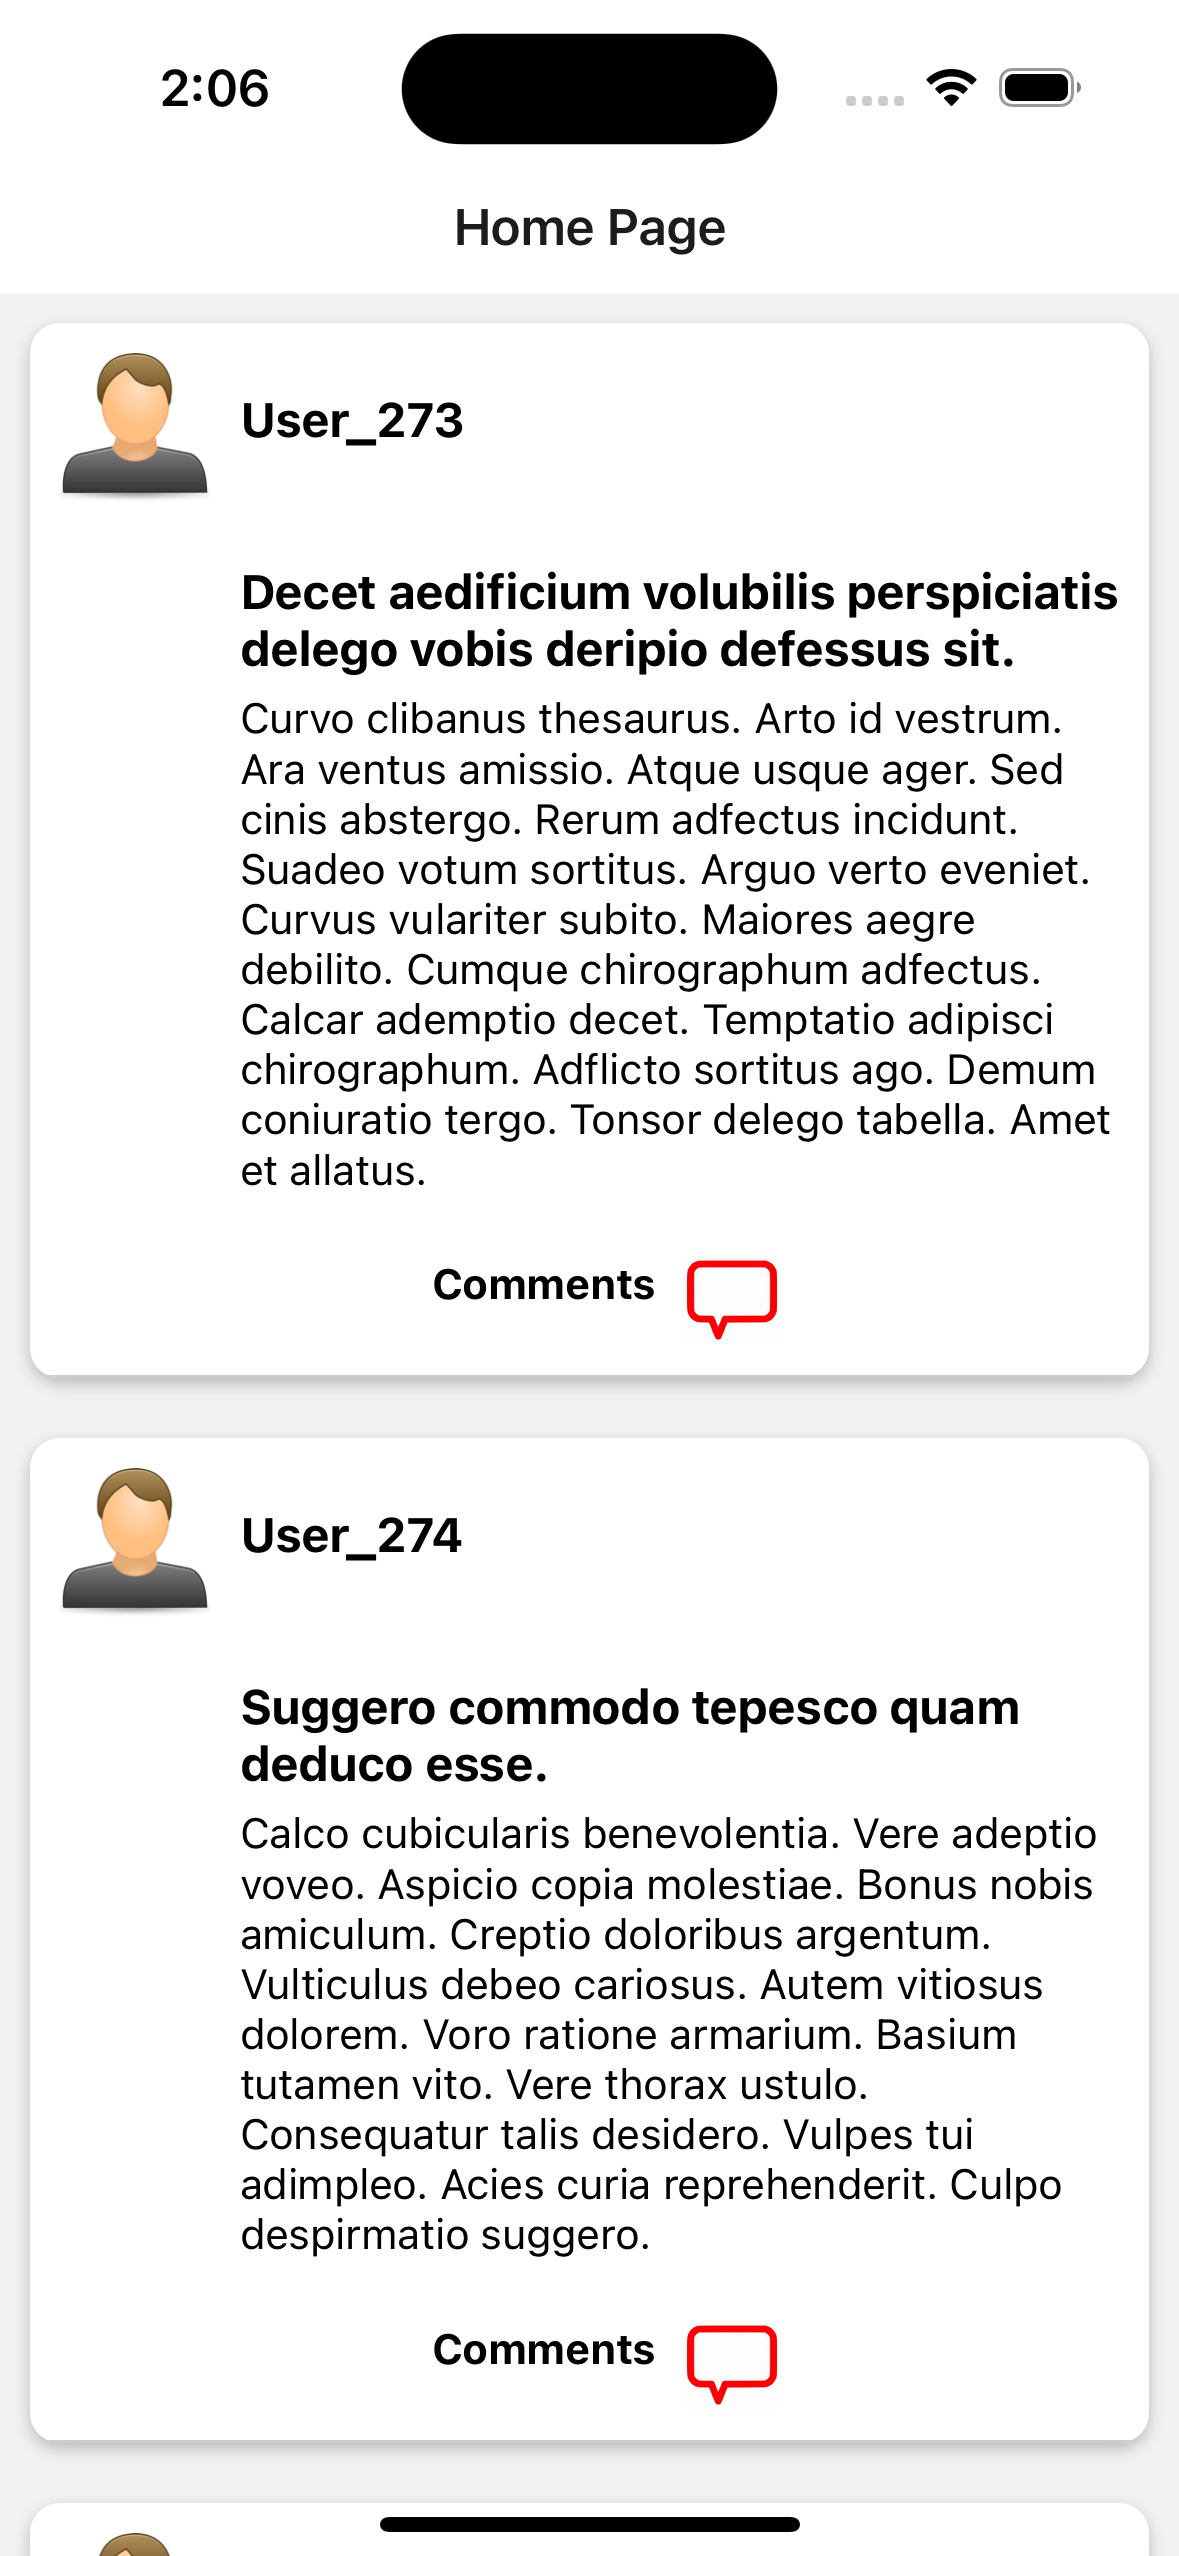 2:06
Home Page
User_273
Decet aedificium volubilis perspiciatis
delego vobis deripio defessus sit.
Curvo clibanus thesaurus. Arto id vestrum.
Ara ventus amissio. Atque usque ager. Sed
cinis abstergo. Rerum adfectus incidunt.
Suadeo votum sortitus. Arguo verto eveniet.
Curvus vulariter subito. Maiores aegre
debilito. Cumque chirographum adfectus.
Calcar ademptio decet. Temptatio adipisci
chirographum. Adflicto sortitus ago. Demum
coniuratio tergo. Tonsor delego tabella. Amet
et allatus.
Comments
User_274
Suggero commodo tepesco quam
deduco esse.
Calco cubicularis benevolentia. Vere adeptio
voveo. Aspicio copia molestiae. Bonus nobis
amiculum. Creptio doloribus argentum.
Vulticulus debeo cariosus. Autem vitiosus
dolorem. Voro ratione armarium. Basium
tutamen vito. Vere thorax ustulo.
Consequatur talis desidero. Vulpes tui
adimpleo. Acies curia reprehenderit. Culpo
despirmatio suggero.
Comments